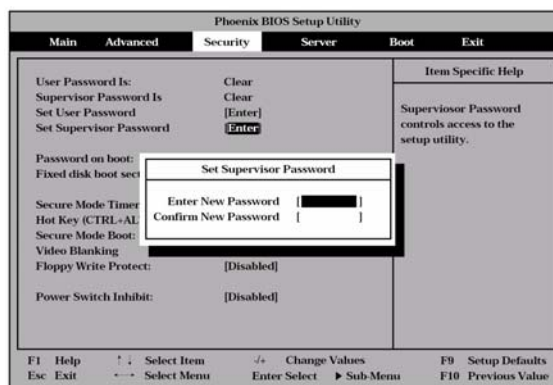 Phoenix BIOS Setup Utility
Main Advanced Security Server Boot Exit
Item Specific Help
User Password Is: Clear
Supervisor Password Is Clear
Set User Password [Enter]
Set Supervisor Password [Enter]
Superviosor Password
controls access to the
setup utility.
Password on boot:
Fixed disk boot sect
Set Supervisor Password
Enter New Password [ ]
Confirm New Password [ ]
Secure Mode Timer
Hot Key (CTRL+AL
Secure Mode Boot:
Video Blanking
Floppy Write Protect: [Disabled]
Power Switch Inhibit: [Disabled]
F1 Help ↑ ↓ Select Item -/+ Change Values F9 Setup Defaults
Esc Exit ←→ Select Menu Enter Select ▶ Sub-Menu F10 Previous Value